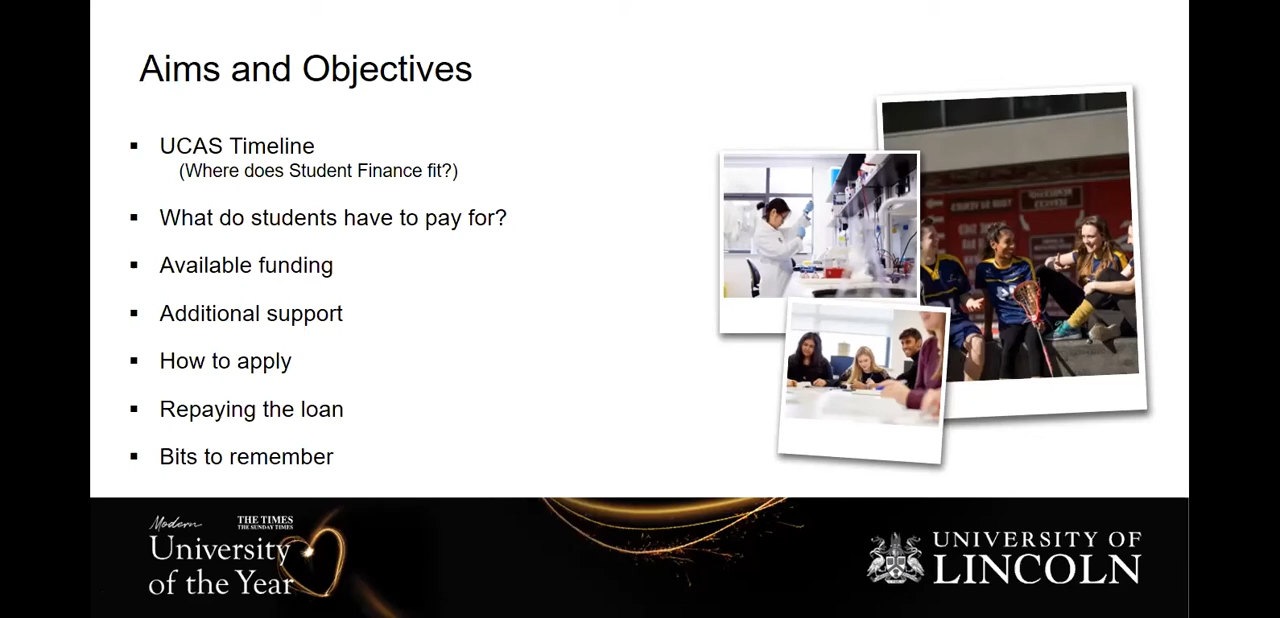 Aims and Objectives
▪ UCAS Timeline
(Where does Student Finance fit?)
▪ What do students have to pay for?
▪ Available funding
▪ Additional support
▪ How to apply
▪ Repaying the loan
▪ Bits to remember
Modern
THE TIMES
THE SUNDAY TIMES
University
of the Year
UNIVERSITY OF
LINCOLN